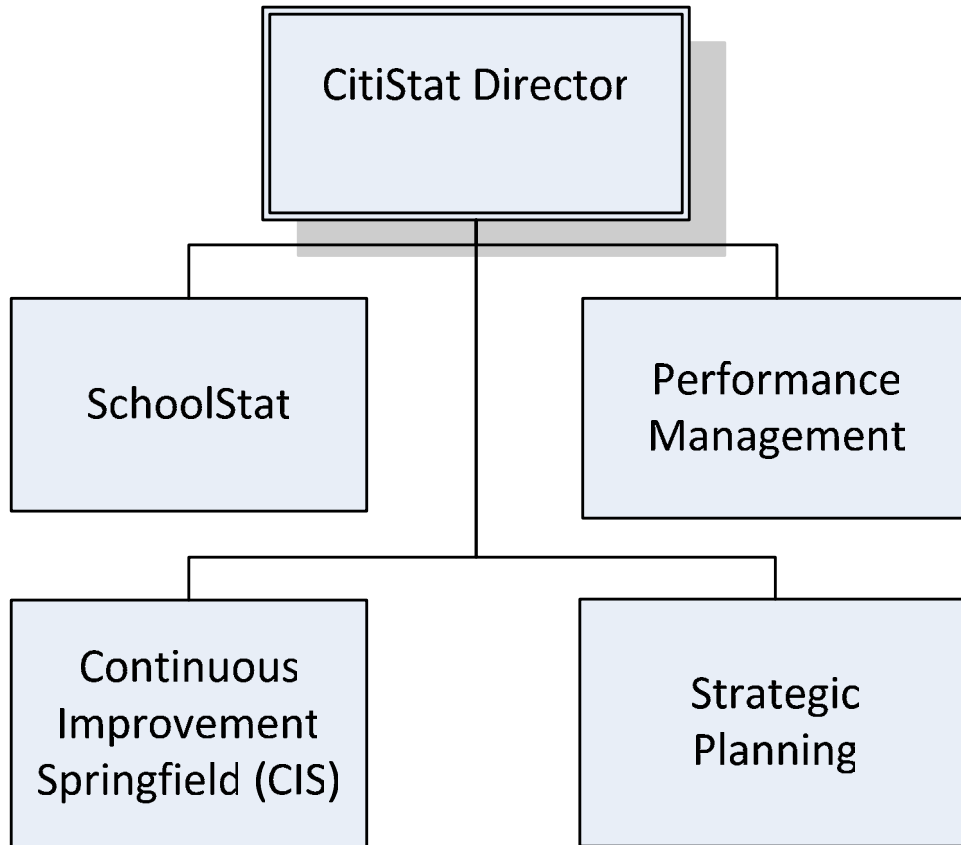 CitiStat Director
SchoolStat
Performance
Management
Continuous
Improvement
Springfield (CIS)
Strategic
Planning